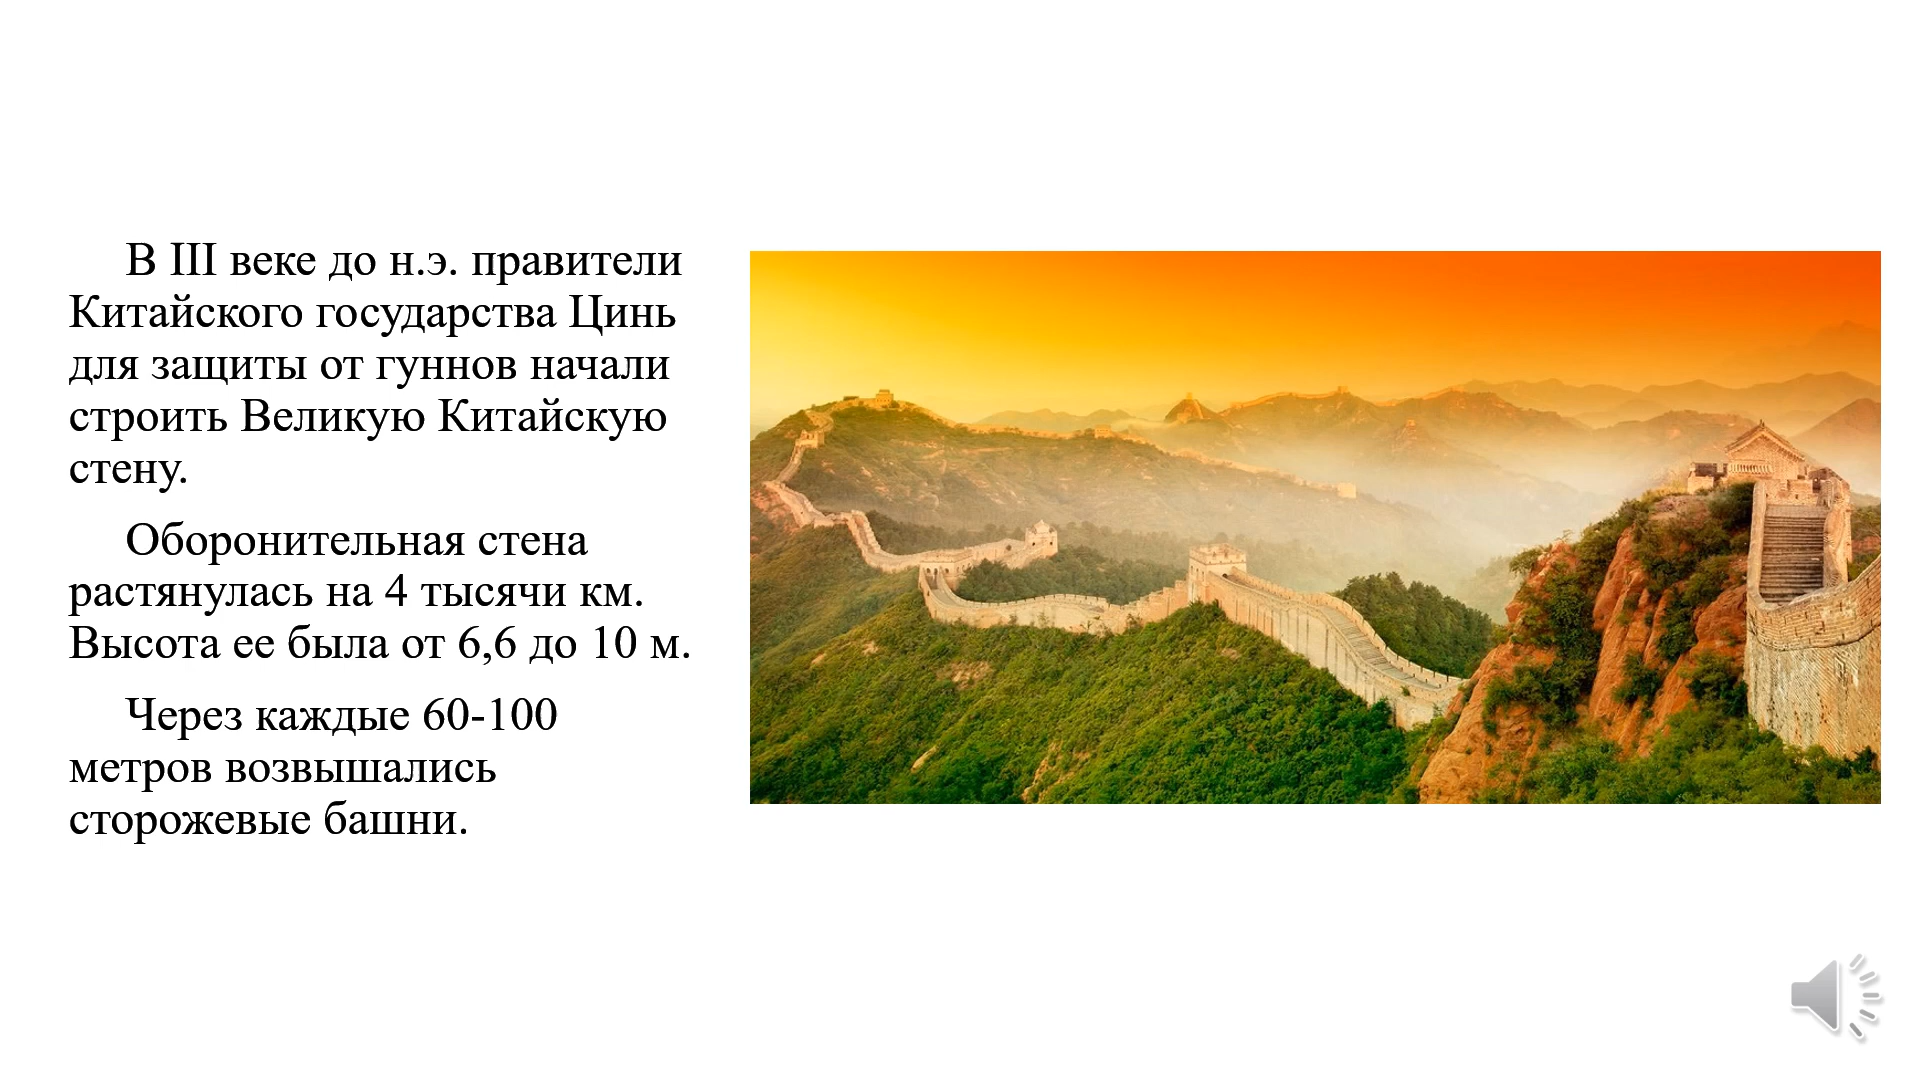 В III веке до н.э. правители
Китайского государства Цинь
для защиты от гуннов начали
строить Великую Китайскую
стену.
Оборонительная стена
растянулась на 4 тысячи км.
Высота ее была от 6,6 до 10 м.
Через каждые 60-100
метров возвышались
сторожевые башни.